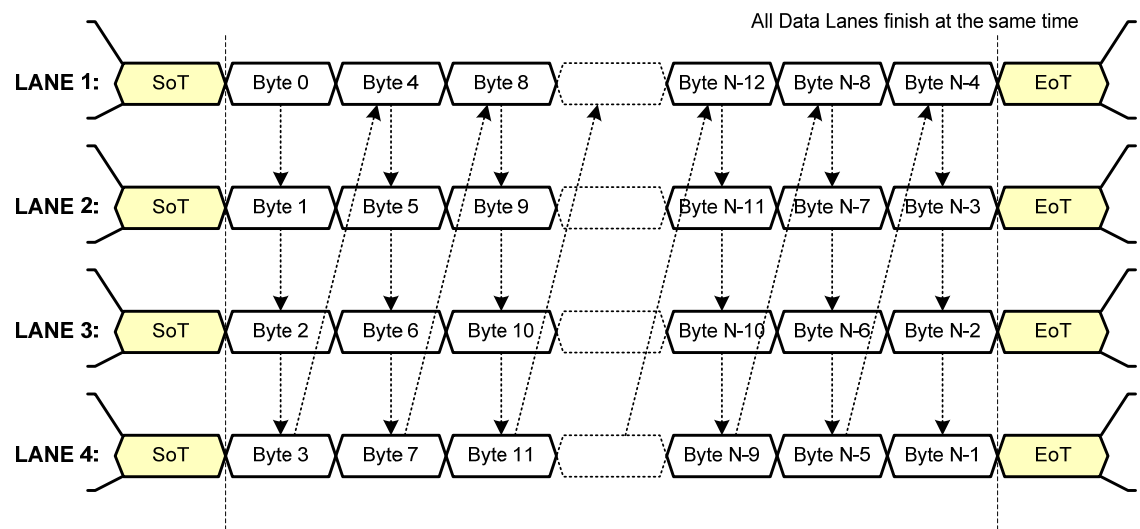 All Data Lanes finish at the same time
LANE 1: SoT Byte 0 Byte 4 Byte 8 Byte N-12 Byte N-8 Byte N-4 EoT
LANE 2: SoT Byte 1 Byte 5 Byte 9 Byte N-11 Byte N-7 Byte N-3 EoT
LANE 3: SoT Byte 2 Byte 6 Byte 10 Byte N-10 Byte N-6 Byte N-2 EoT
LANE 4: SoT Byte 3 Byte 7 Byte 11 Byte N-9 Byte N-5 Byte N-1 EoT